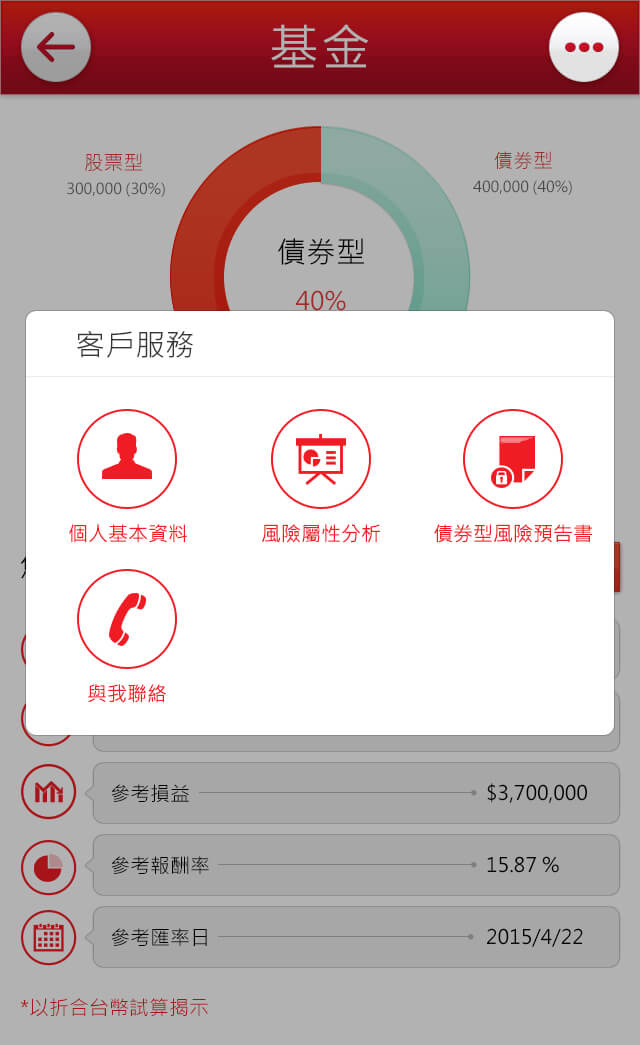 基金
股票型
300,000 (30%)
債券型
400,000 (40%)
債券型
40%
客戶服務
個人基本資料
風險屬性分析
債券型風險預告書
與我聯絡
參考損益 $3,700,000
參考報酬率 15.87 %
參考匯率日 2015/4/22
*以折合台幣試算揭示